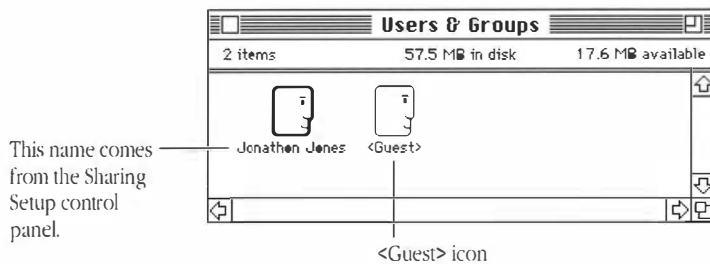 Users & Groups
2 items 57.5 MB in disk 17.6 MB available
Jonathon Jones <Guest>
This name comes
from the Sharing
Setup control
panel.
<Guest> icon